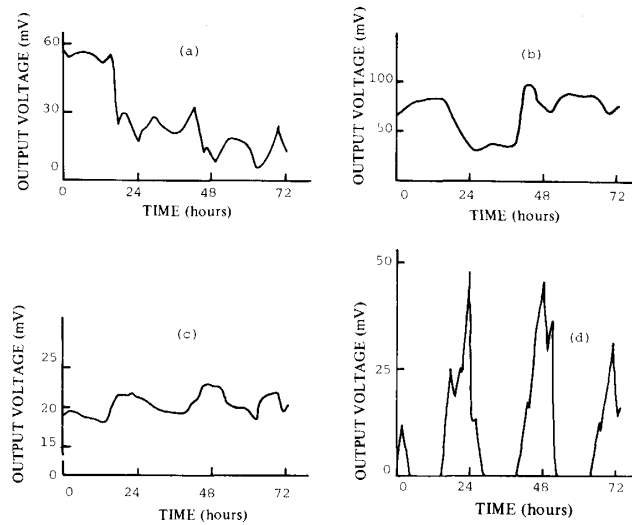 (a)
OUTPUT VOLTAGE (mV)
60
30
0
0 24 48 72
TIME (hours)
(b)
OUTPUT VOLTAGE (mV)
100
50
0 24 48 72
TIME (hours)
(c)
OUTPUT VOLTAGE (mV)
25
20
15
0
0 24 48 72
TIME (hours)
(d)
OUTPUT VOLTAGE (mV)
50
25
0
0 24 48 72
TIME (hours)